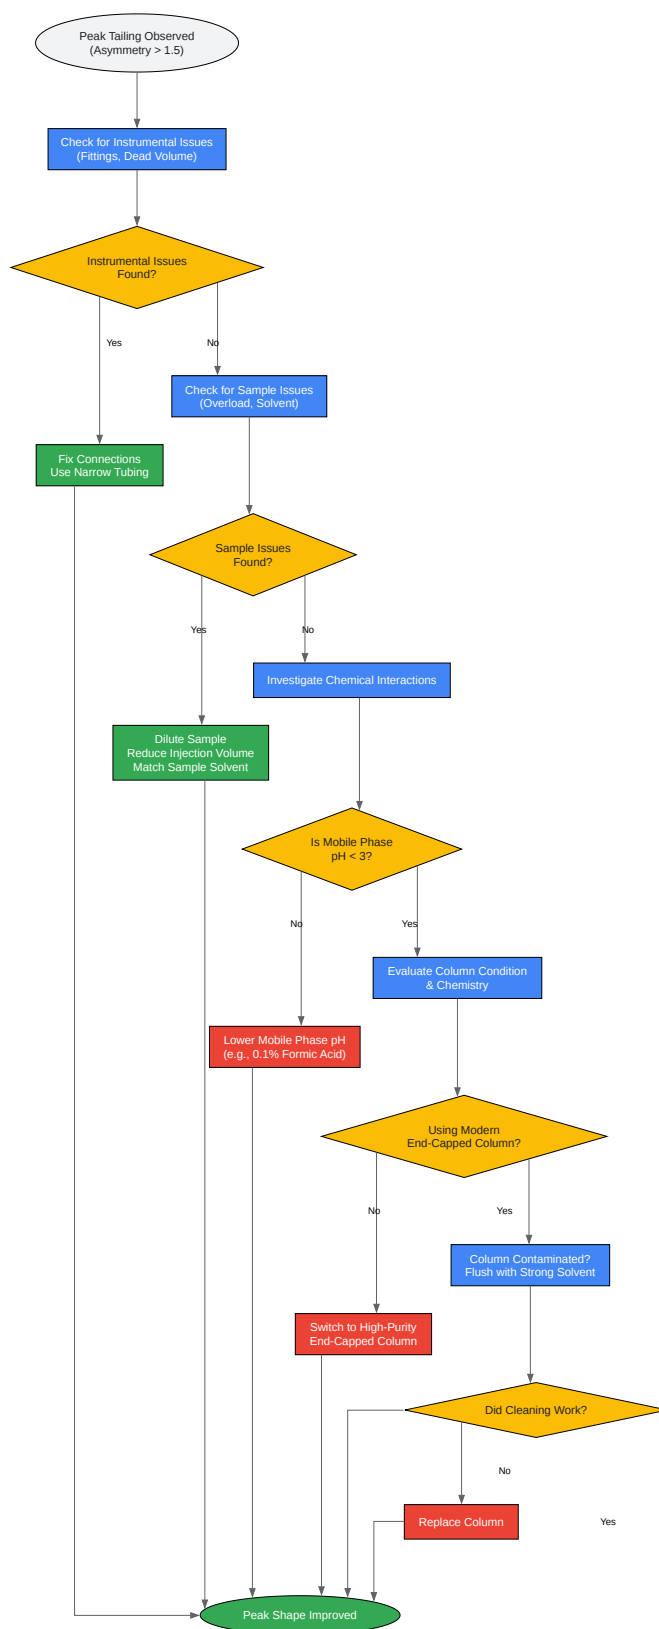 Peak Tailing Observed
(Asymmetry > 1.5)
Check for Instrumental Issues
(Fittings, Dead Volume)
Instrumental Issues
Found?
Yes
No
Check for Sample Issues
(Overload, Solvent)
Fix Connections
Use Narrow Tubing
Sample Issues
Found?
Yes
No
Investigate Chemical Interactions
Dilute Sample
Reduce Injection Volume
Match Sample Solvent
Is Mobile Phase
pH < 3?
No
Yes
Evaluate Column Condition
& Chemistry
Lower Mobile Phase pH
(e.g., 0.1% Formic Acid)
Using Modern
End-Capped Column?
No
Yes
Column Contaminated?
Flush with Strong Solvent
Switch to High-Purity
End-Capped Column
Did Cleaning Work?
No
Replace Column
Yes
Peak Shape Improved